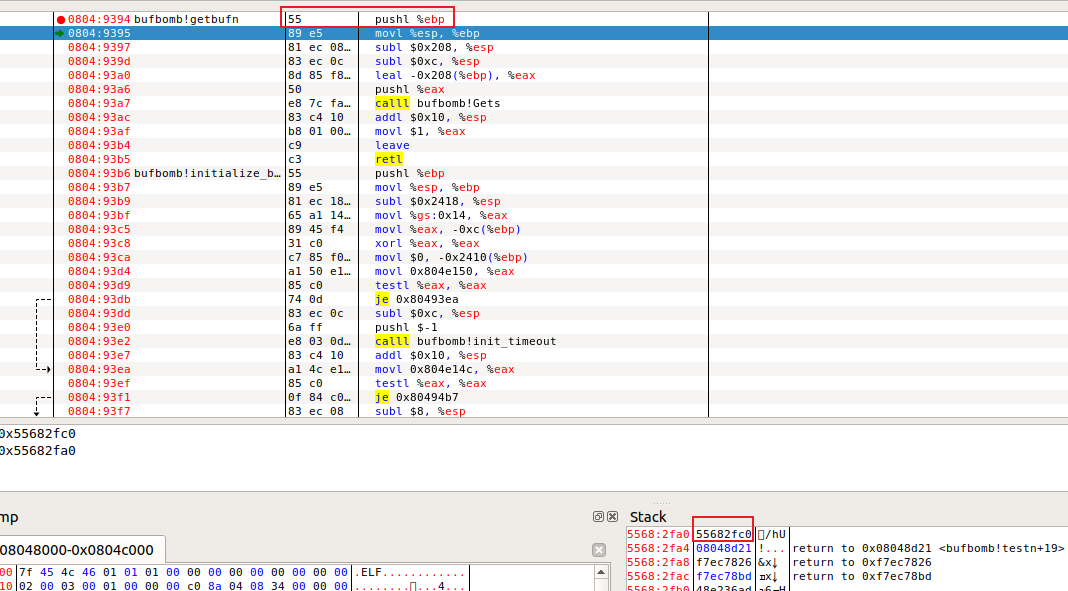 0804:9394 bufbomb!getbufn 55 pushl %ebp
0804:9395 89 e5 movl %esp, %ebp
0804:9397 81 ec 08… subl $0x208, %esp
0804:939d 83 ec 0c subl $0xc, %esp
0804:93a0 8d 85 f8… leal -0x208(%ebp), %eax
0804:93a6 50 pushl %eax
0804:93a7 e8 7c fa… calll bufbomb!Gets
0804:93ac 83 c4 10 addl $0x10, %esp
0804:93af b8 01 00… movl $1, %eax
0804:93b4 c9 leave
0804:93b5 c3 retl
0804:93b6 bufbomb!initialize_b… 55 pushl %ebp
0804:93b7 89 e5 movl %esp, %ebp
0804:93b9 81 ec 18… subl $0x2418, %esp
0804:93bf 65 a1 14… movl %gs:0x14, %eax
0804:93c5 89 45 f4 movl %eax, -0xc(%ebp)
0804:93c8 31 c0 xorl %eax, %eax
0804:93ca c7 85 f0… movl $0, -0x2410(%ebp)
0804:93d4 a1 50 e1… movl 0x804e150, %eax
0804:93d9 85 c0 testl %eax, %eax
0804:93db 74 0d je 0x80493ea
0804:93dd 83 ec 0c subl $0xc, %esp
0804:93e0 6a ff pushl $-1
0804:93e2 e8 03 0d… calll bufbomb!init_timeout
0804:93e7 83 c4 10 addl $0x10, %esp
0804:93ea a1 4c e1… movl 0x804e14c, %eax
0804:93ef 85 c0 testl %eax, %eax
0804:93f1 0f 84 c0… je 0x80494b7
0804:93f7 83 ec 08 subl $8, %esp
0x55682fc0
0x55682fa0
mp
08048000-0x0804c000
00 7f 45 4c 46 01 01 01 00 00 00 00 00 00 00 00 00 .ELF............
10 02 00 03 00 01 00 00 00 c0 8a 04 08 34 00 00 00
Stack
5568:2fa0 55682fc0 /hU
5568:2fa4 08048d21 !... return to 0x08048d21 <bufbomb!testn+19>
5568:2fa8 f7ec7826 &x return to 0xf7ec7826
5568:2fac f7ec78bd x return to 0xf7ec78bd
5568:2fb0 48e236ad